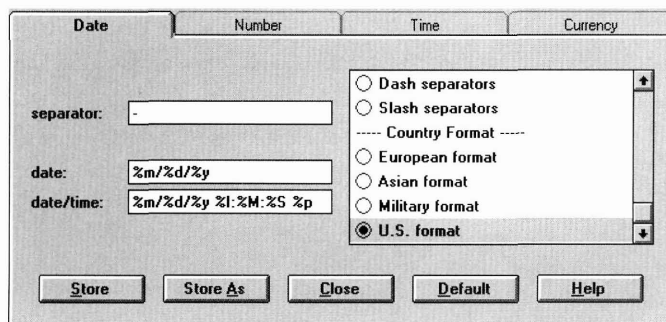 Date Number Time Currency
Dash separators
Slash separators
separator: -
----- Country Format -----
European format
date: %m/%d/%y
Asian format
date/time: %m/%d/%y %I:%M:%S %p
Military format
U.S. format
Store Store As Close Default Help